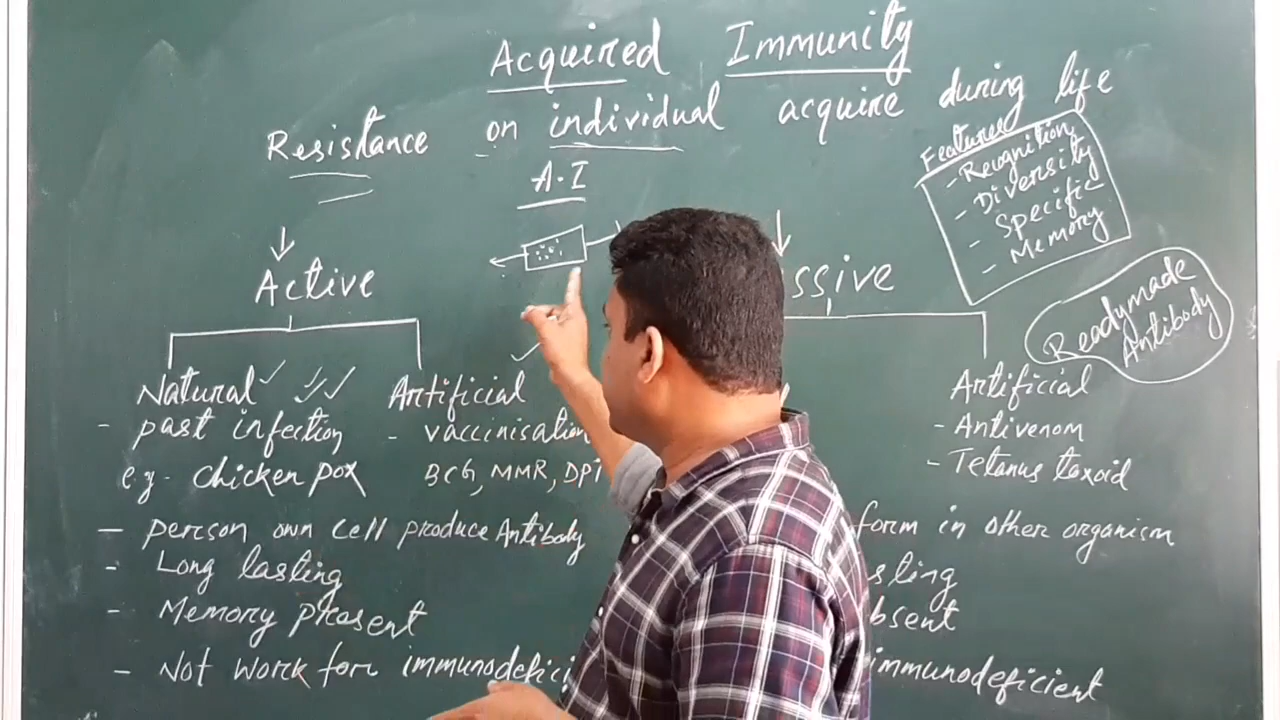 Acquired Immunity
Resistance on individual acquire during life
A.I
Features
- Recognition
- Diversity
- Specific
- Memory
Readymade
Antibody
Active
ssive
Natural
- past infection
e.g. Chicken pox
Artificial
- vaccinisation
BCG, MMR, DPT
Artificial
- Antivenom
- Tetanus toxoid
- person own cell produce Antibody
- Long lasting
- Memory present
- Not work for immunodefici
form in other organism
sting
bsent
immunodeficient